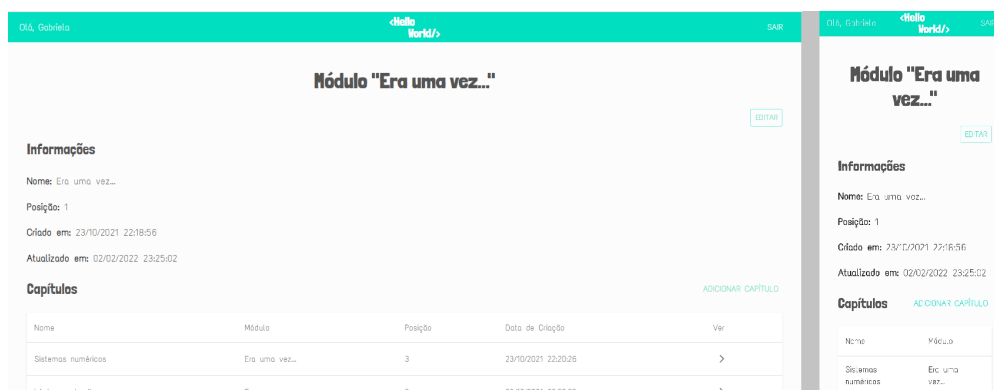 Olá, Gabriela
<Hello
World/>
SAIR
Módulo "Era uma vez..."
EDITAR
Informações
Nome: Era uma vez...
Posição: 1
Criado em: 23/10/2021 22:18:56
Atualizado em: 02/02/2022 23:25:02
Capítulos
ADICIONAR CAPÍTULO
Nome Módulo Posição Data de Criação Ver
Sistemas numéricos Era uma vez... 3 23/10/2021 22:20:26
Olá, Gabriela
<Hello
World/>
SAIR
Módulo "Era uma
vez..."
EDITAR
Informações
Nome: Era uma vez...
Posição: 1
Criado em: 23/10/2021 22:18:56
Atualizado em: 02/02/2022 23:25:02
Capítulos
ADICIONAR CAPÍTULO
Nome Módulo
Sistemas Era uma
numéricos vez...